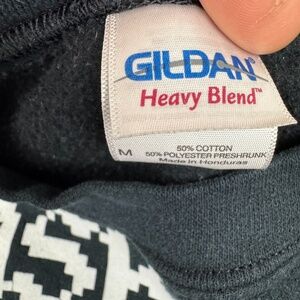 GILDAN®
Heavy Blend™
50% COTTON
M 50% POLYESTER PRESHRUNK
Made in Honduras